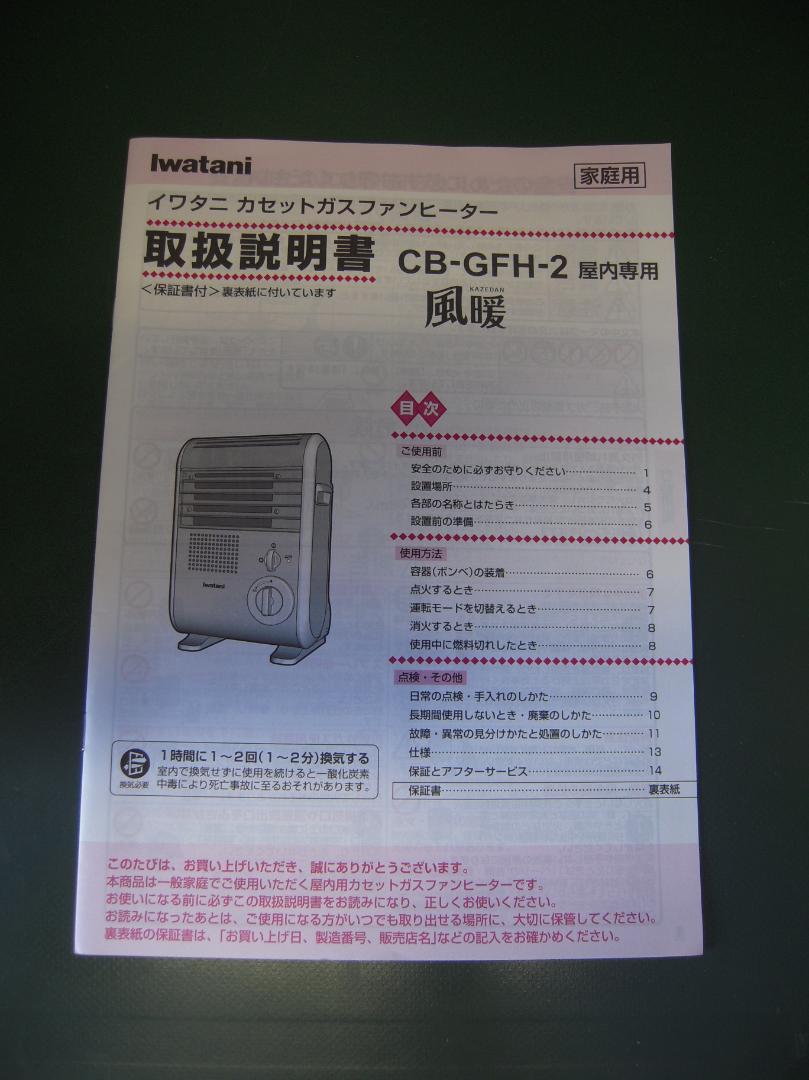 Iwatani
家庭用
イワタニ カセットガスファンヒーター
取扱説明書 CB-GFH-2 屋内専用
<保証書付>裏表紙に付いています
KAZEDAN
風暖
目次
ご使用前
安全のために必ずお守りください………………… 1
設置場所………………………………………… 4
各部の名称とはたらき………………………… 5
設置前の準備…………………………………… 6
使用方法
容器(ボンベ)の装着………………………… 6
点火するとき…………………………………… 7
運転モードを切替えるとき…………………… 7
消火するとき…………………………………… 8
使用中に燃料切れしたとき…………………… 8
点検・その他
日常の点検・手入れのしかた………………… 9
長期間使用しないとき・廃棄のしかた……… 10
故障・異常の見分けかたと処置のしかた…… 11
仕様……………………………………………… 13
保証とアフターサービス……………………… 14
保証書…………………………………………… 裏表紙
Iwatani
換気必要
1時間に1〜2回(1〜2分)換気する
室内で換気せずに使用を続けると一酸化炭素
中毒により死亡事故に至るおそれがあります。
このたびは、お買い上げいただき、誠にありがとうございます。
本商品は一般家庭でご使用いただく屋内用カセットガスファンヒーターです。
お使いになる前に必ずこの取扱説明書をお読みになり、正しくお使いください。
お読みになったあとは、ご使用になる方がいつでも取り出せる場所に、大切に保管してください。
裏表紙の保証書は、「お買い上げ日、製造番号、販売店名」などの記入をお確かめください。